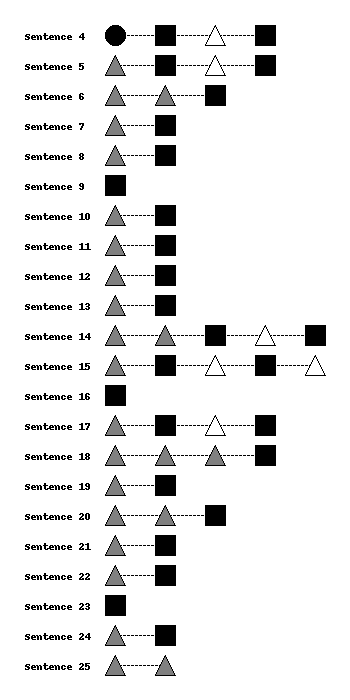 Sentence 4
Sentence 5
Sentence 6
Sentence 7
Sentence 8
Sentence 9
Sentence 10
Sentence 11
Sentence 12
Sentence 13
Sentence 14
Sentence 15
Sentence 16
Sentence 17
Sentence 18
Sentence 19
Sentence 20
Sentence 21
Sentence 22
Sentence 23
Sentence 24
Sentence 25